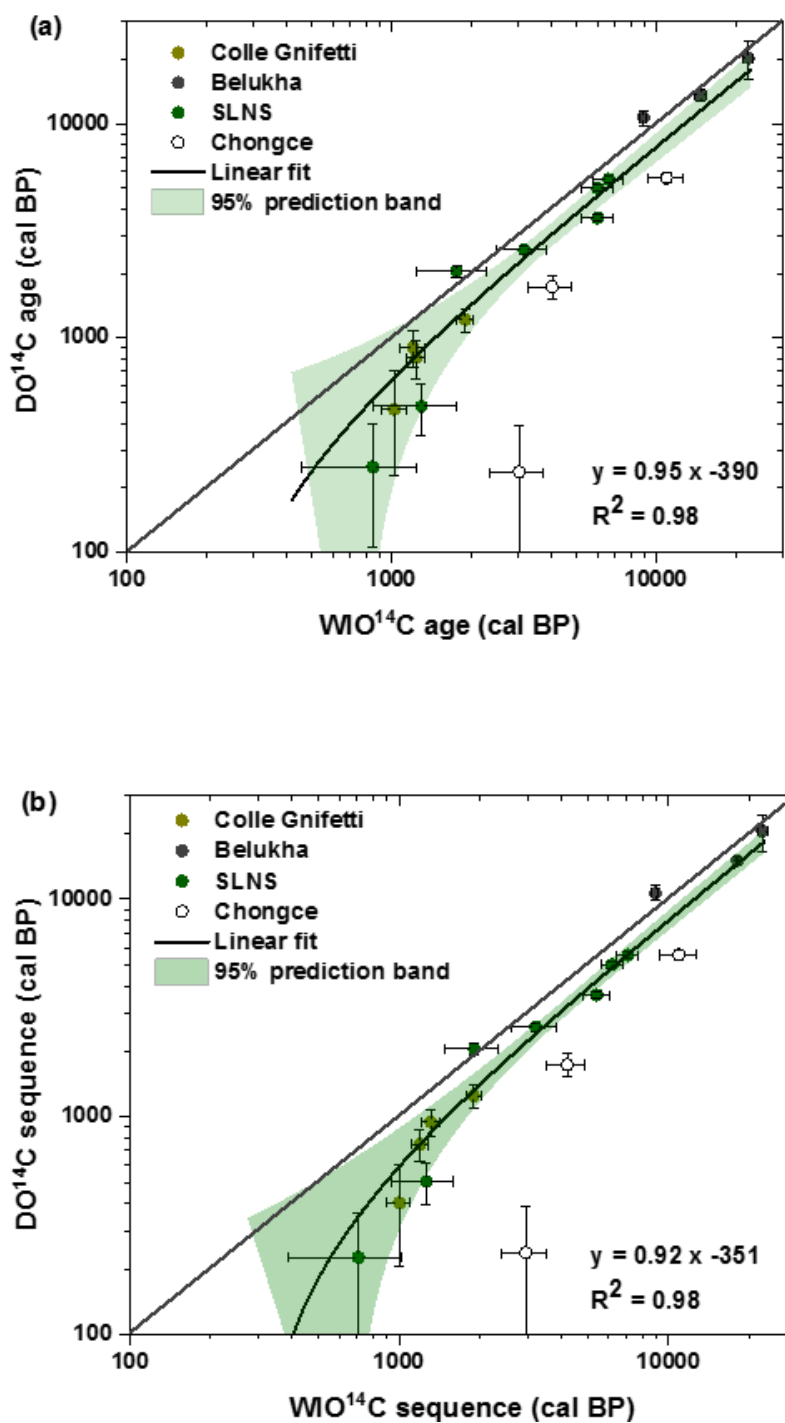 (a)
Colle Gnifetti
Belukha
SLNS
Chongce
Linear fit
95% prediction band
10000
1000
100
DO¹⁴C age (cal BP)
y = 0.95 x -390
R² = 0.98
100 1000 10000
WIO¹⁴C age (cal BP)
(b)
Colle Gnifetti
Belukha
SLNS
Chongce
Linear fit
95% prediction band
10000
1000
100
DO¹⁴C sequence (cal BP)
y = 0.92 x -351
R² = 0.98
100 1000 10000
WIO¹⁴C sequence (cal BP)